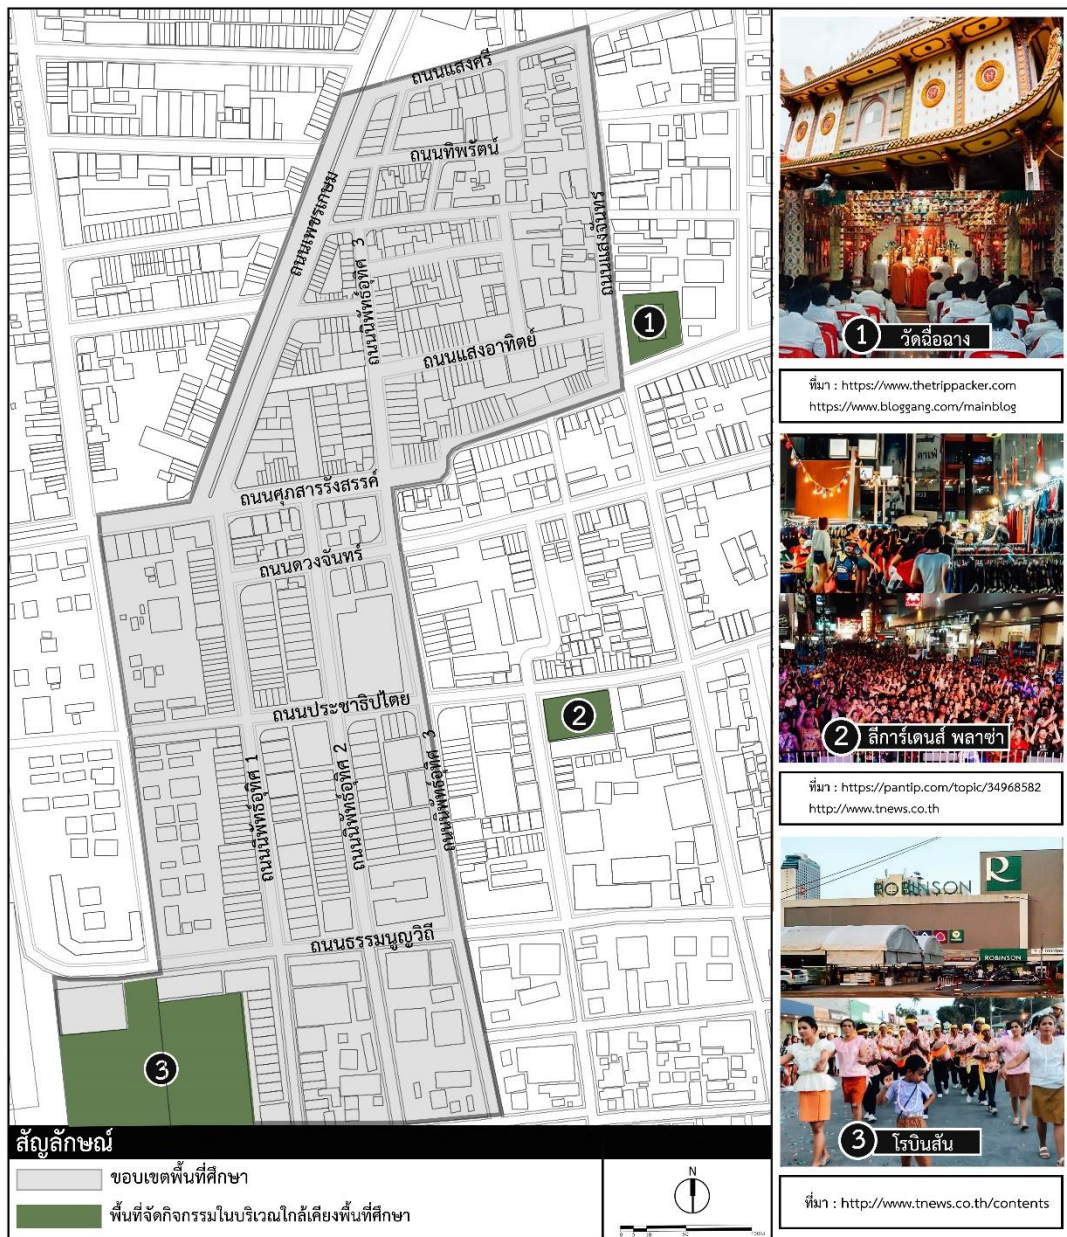 ถนนแสงศรี
ถนนทิพรัตน์
ถนนเพชรเกษม
ถนนนิพัทธ์อุทิศ 3
ถนนแสงจันทร์
1
ถนนแสงอาทิตย์
ถนนศุภสารรังสรรค์
ถนนดวงจันทร์
ถนนประชาธิปไตย
2
ถนนนิพัทธ์อุทิศ 1
ถนนนิพัทธ์อุทิศ 2
ถนนนิพัทธ์อุทิศ 3
ถนนธรรมนูญวิถี
3
สัญลักษณ์
ขอบเขตพื้นที่ศึกษา
พื้นที่จัดกิจกรรมในบริเวณใกล้เคียงพื้นที่ศึกษา
N
1 วัดฉื่อฉาง
ที่มา : https://www.thetrippacker.com
https://www.bloggang.com/mainblog
2 ลีการ์เดนส์ พลาซ่า
ที่มา : https://pantip.com/topic/34968582
http://www.tnews.co.th
ROBINSON
R
ROBINSON
3 โรบินสัน
ที่มา : http://www.tnews.co.th/contents